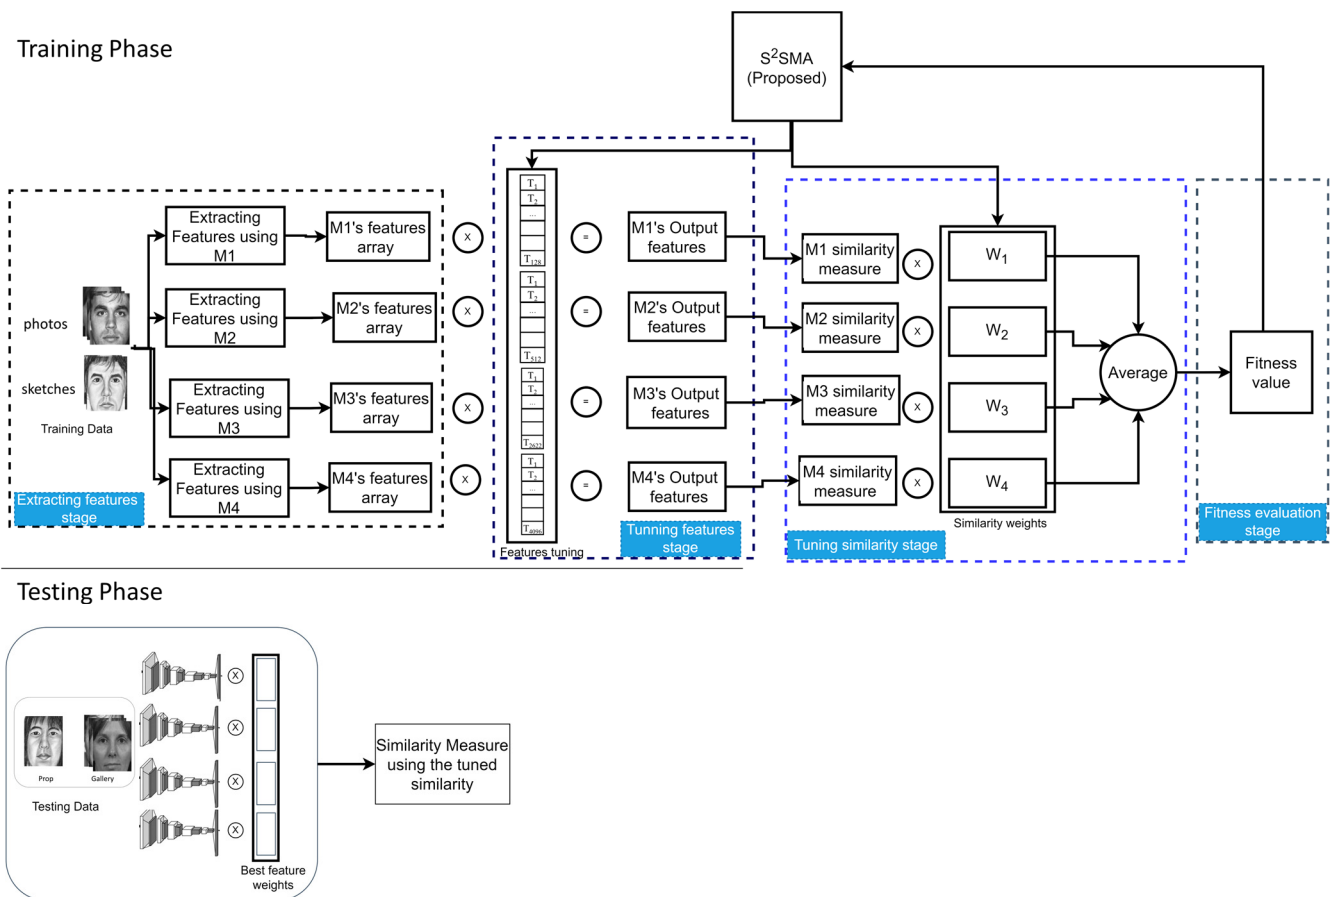 Training Phase
S²SMA
(Proposed)
photos
sketches
Training Data
Extracting features
stage
Extracting
Features using
M1
M1's features
array
X
Extracting
Features using
M2
M2's features
array
X
Extracting
Features using
M3
M3's features
array
X
Extracting
Features using
M4
M4's features
array
X
T1
T2
...
T128
T1
T2
...
T512
T1
T2
T2622
T1
T2
...
T4096
Features tuning
=
M1's Output
features
=
M2's Output
features
=
M3's Output
features
=
M4's Output
features
Tunning features
stage
M1 similarity
measure
X
M2 similarity
measure
X
M3 similarity
measure
X
M4 similarity
measure
X
W1
W2
W3
W4
Similarity weights
Tuning similarity stage
Average
Fitness
value
Fitness evaluation
stage
Testing Phase
Prop
Gallery
Testing Data
X
X
X
X
Best feature
weights
Similarity Measure
using the tuned
similarity